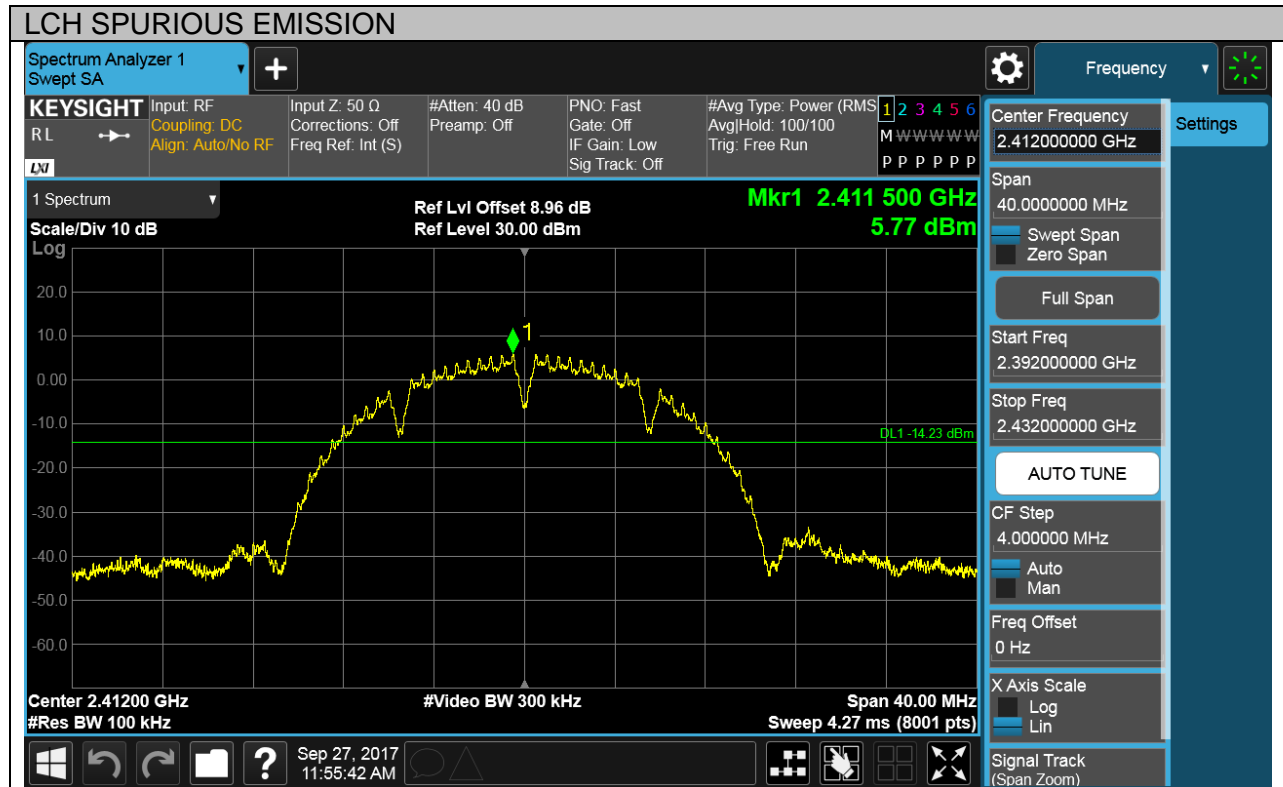 LCH SPURIOUS EMISSION
Spectrum Analyzer 1
Swept SA
Frequency
KEYSIGHT
R L
LXI
Input: RF
Coupling: DC
Align: Auto/No RF
Input Z: 50 Ω
Corrections: Off
Freq Ref: Int (S)
#Atten: 40 dB
Preamp: Off
PNO: Fast
Gate: Off
IF Gain: Low
Sig Track: Off
#Avg Type: Power (RMS
Avg|Hold: 100/100
Trig: Free Run
1 2 3 4 5 6
M W W W W W
P P P P P P
1 Spectrum
Scale/Div 10 dB
Log
Ref Lvl Offset 8.96 dB
Ref Level 30.00 dBm
Mkr1 2.411 500 GHz
5.77 dBm
20.0
10.0
0.00
-10.0
-20.0
-30.0
-40.0
-50.0
-60.0
1
DL1 -14.23 dBm
Center 2.41200 GHz
#Res BW 100 kHz
#Video BW 300 kHz
Span 40.00 MHz
Sweep 4.27 ms (8001 pts)
Sep 27, 2017
11:55:42 AM
?
Center Frequency
2.412000000 GHz
Settings
Span
40.0000000 MHz
Swept Span
Zero Span
Full Span
Start Freq
2.392000000 GHz
Stop Freq
2.432000000 GHz
AUTO TUNE
CF Step
4.000000 MHz
Auto
Man
Freq Offset
0 Hz
X Axis Scale
Log
Lin
Signal Track
(Span Zoom)